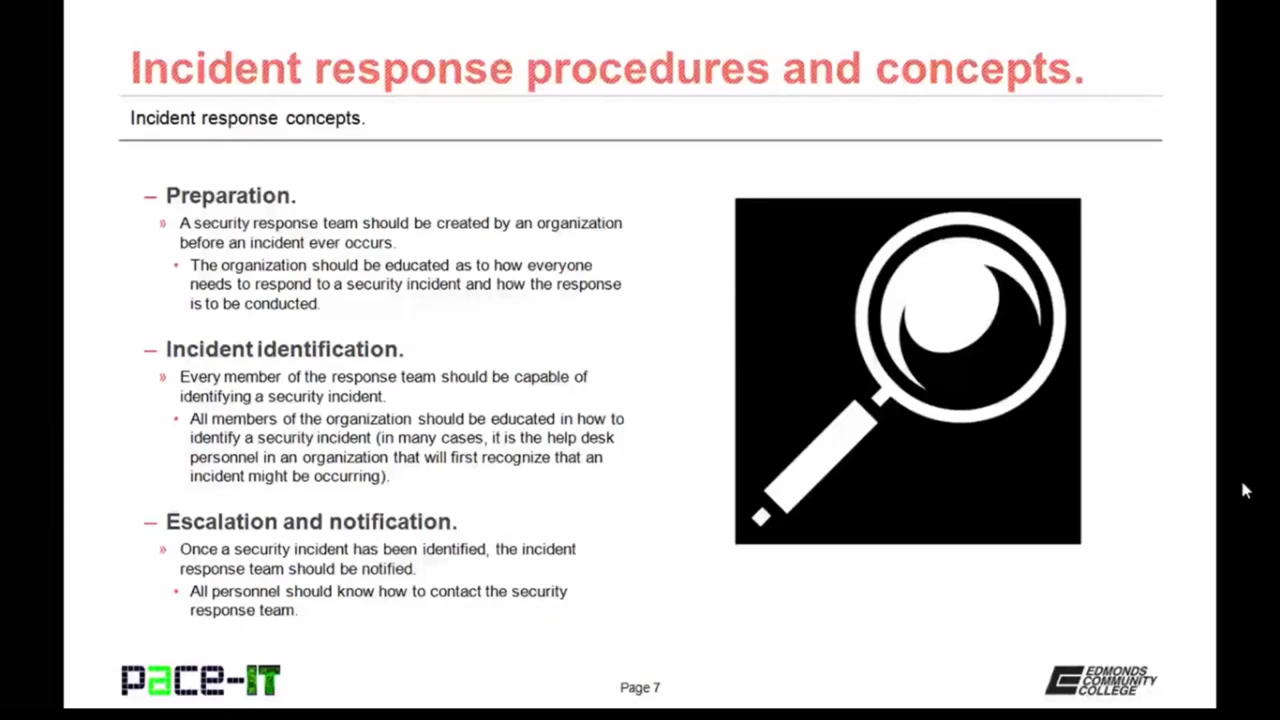 Incident response procedures and concepts.
Incident response concepts.
– Preparation.
» A security response team should be created by an organization
before an incident ever occurs.
• The organization should be educated as to how everyone
needs to respond to a security incident and how the response
is to be conducted.
– Incident identification.
» Every member of the response team should be capable of
identifying a security incident.
• All members of the organization should be educated in how to
identify a security incident (in many cases, it is the help desk
personnel in an organization that will first recognize that an
incident might be occurring).
– Escalation and notification.
» Once a security incident has been identified, the incident
response team should be notified.
• All personnel should know how to contact the security
response team.
pace-IT
Page 7
EDMONDS
COMMUNITY
COLLEGE